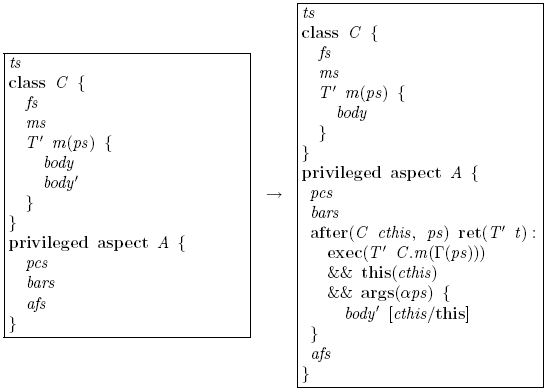 ts
class C {
fs
ms
T′ m(ps) {
body
body′
}
}
privileged aspect A {
pcs
bars
afs
}
→
ts
class C {
fs
ms
T′ m(ps) {
body
}
}
privileged aspect A {
pcs
bars
after(C cthis, ps) ret(T′ t) :
exec(T′ C.m(Γ(ps)))
&& this(cthis)
&& args(αps) {
body′ [cthis/this]
}
afs
}